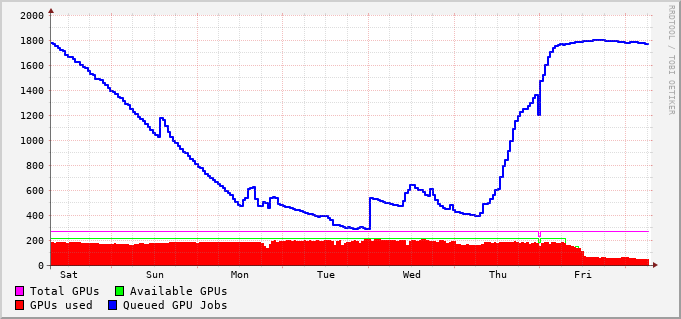 2000
1800
1600
1400
1200
1000
800
600
400
200
0
Sat Sun Mon Tue Wed Thu Fri
Total GPUs Available GPUs
GPUs used Queued GPU Jobs
RRDTOOL / TOBI OETIKER